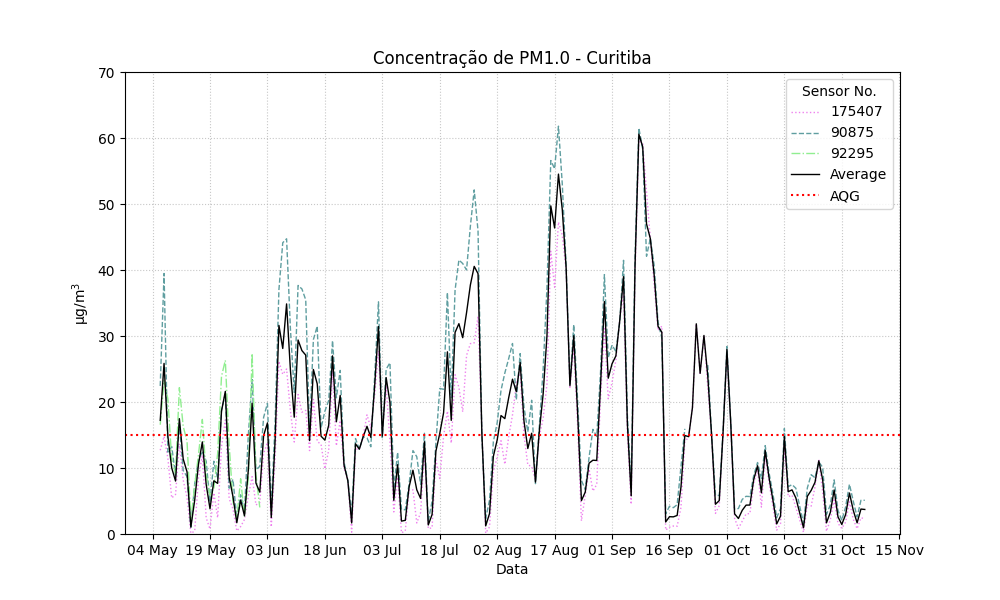 Concentração de PM1.0 - Curitiba
70
60
50
40
30
20
10
0
µg/m³
Sensor No.
175407
90875
92295
Average
AQG
04 May 19 May 03 Jun 18 Jun 03 Jul 18 Jul 02 Aug 17 Aug 01 Sep 16 Sep 01 Oct 16 Oct 31 Oct 15 Nov
Data